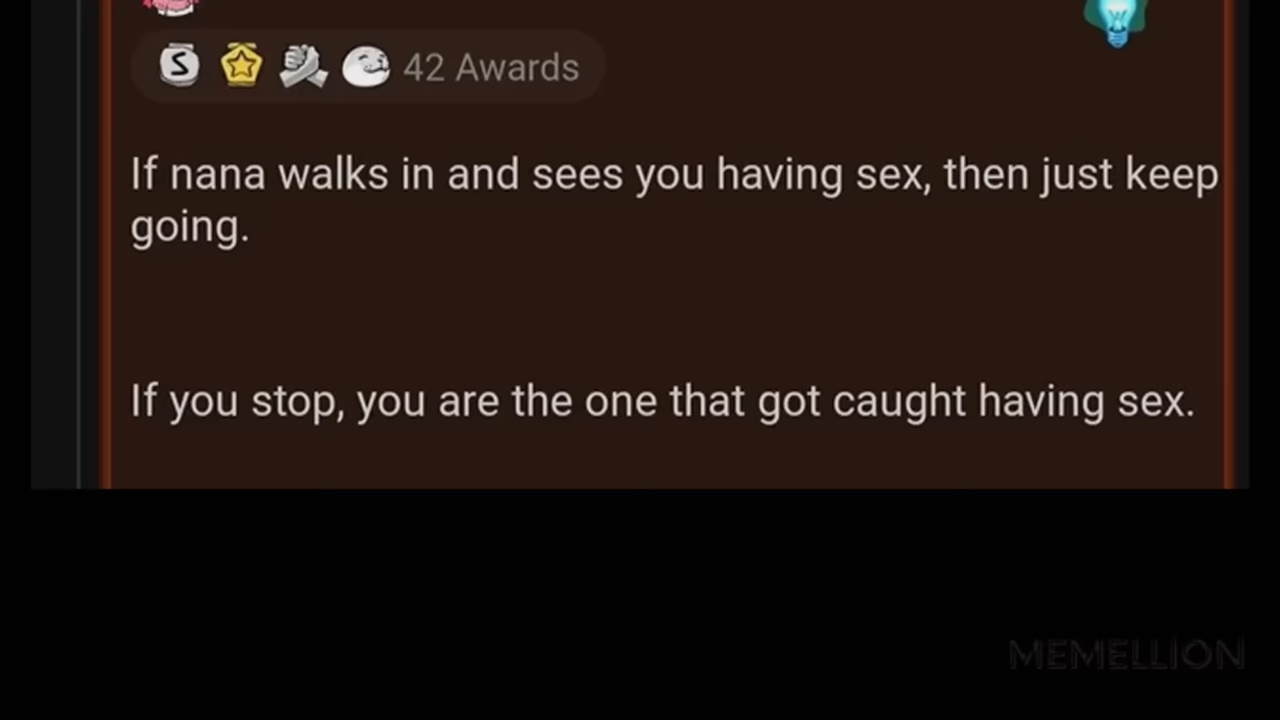 S
42 Awards
If nana walks in and sees you having sex, then just keep
going.
If you stop, you are the one that got caught having sex.
MEMELLION